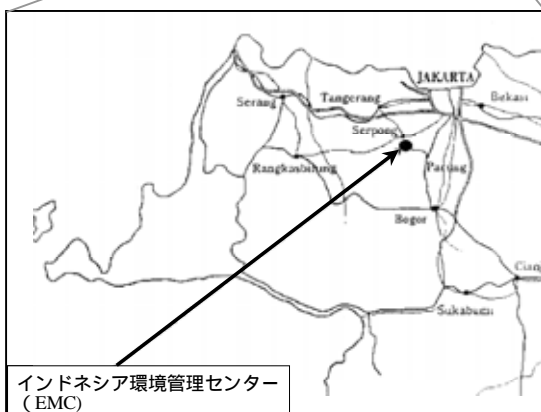 JAKARTA
Bekasi
Tangerang
Serang
Serpong
Rangkasbitung
Parung
Bogor
Cianj
Sukabumi
インドネシア環境管理センター
(EMC)